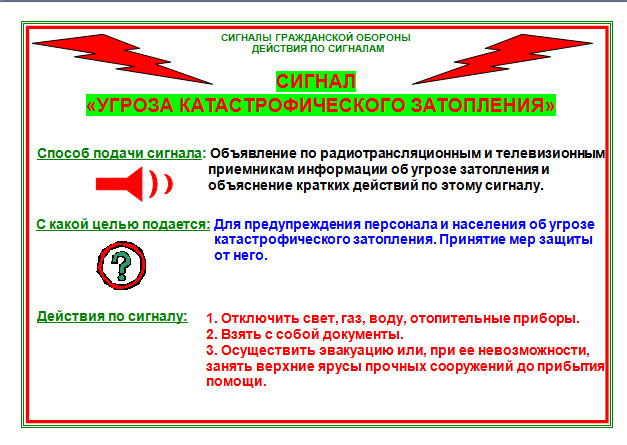 СИГНАЛЫ ГРАЖДАНСКОЙ ОБОРОНЫ
ДЕЙСТВИЯ ПО СИГНАЛАМ
СИГНАЛ
«УГРОЗА КАТАСТРОФИЧЕСКОГО ЗАТОПЛЕНИЯ»
Способ подачи сигнала: Объявление по радиотрансляционным и телевизионным
приемникам информации об угрозе затопления и
объяснение кратких действий по этому сигналу.
С какой целью подается: Для предупреждения персонала и населения об угрозе
катастрофического затопления. Принятие мер защиты
от него.
?
Действия по сигналу: 1. Отключить свет, газ, воду, отопительные приборы.
2. Взять с собой документы.
3. Осуществить эвакуацию или, при ее невозможности,
занять верхние ярусы прочных сооружений до прибытия
помощи.